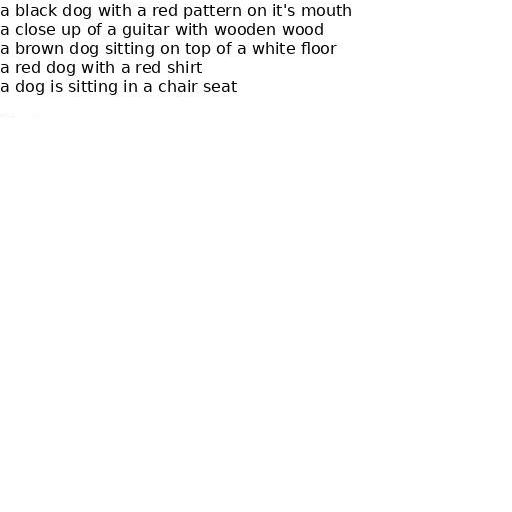 a black dog with a red pattern on it's mouth
a close up of a guitar with wooden wood
a brown dog sitting on top of a white floor
a red dog with a red shirt
a dog is sitting in a chair seat